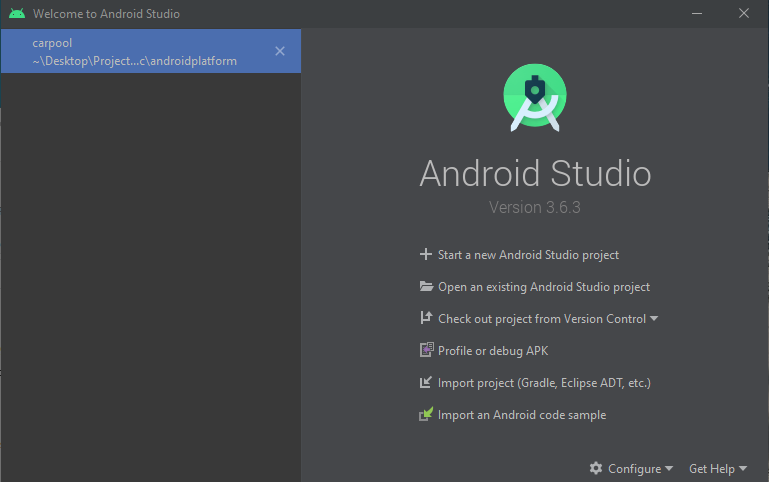 Welcome to Android Studio
carpool
~\Desktop\Project...c\androidplatform
Android Studio
Version 3.6.3
Start a new Android Studio project
Open an existing Android Studio project
Check out project from Version Control
Profile or debug APK
Import project (Gradle, Eclipse ADT, etc.)
Import an Android code sample
Configure Get Help